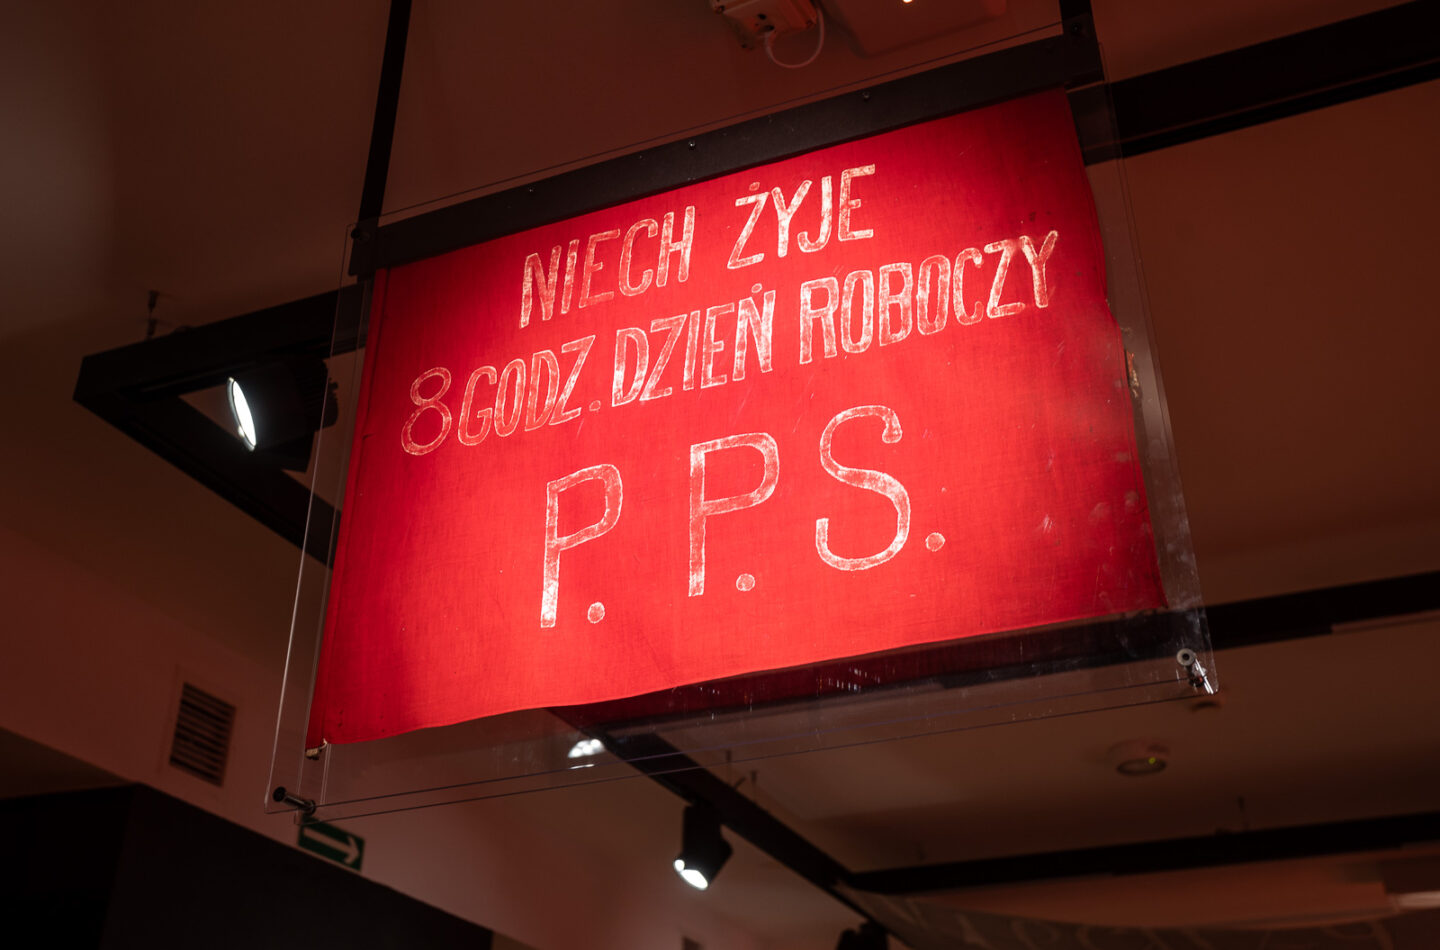 NIECH ŻYJE
8 GODZ. DZIEŃ ROBOCZY
P.P.S.